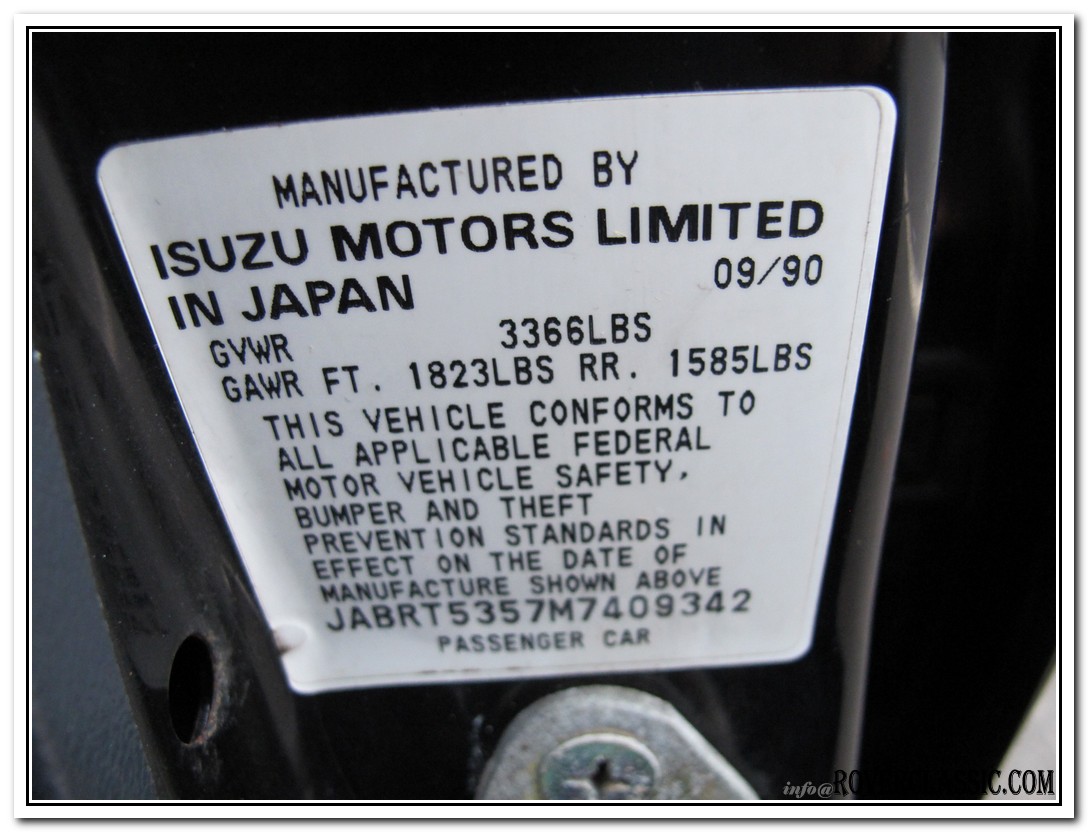 MANUFACTURED BY
ISUZU MOTORS LIMITED
IN JAPAN 09/90
GVWR 3366LBS
GAWR FT. 1823LBS RR. 1585LBS
THIS VEHICLE CONFORMS TO
ALL APPLICABLE FEDERAL
MOTOR VEHICLE SAFETY,
BUMPER AND THEFT
PREVENTION STANDARDS IN
EFFECT ON THE DATE OF
MANUFACTURE SHOWN ABOVE
JABRT5357M7409342
PASSENGER CAR
info@